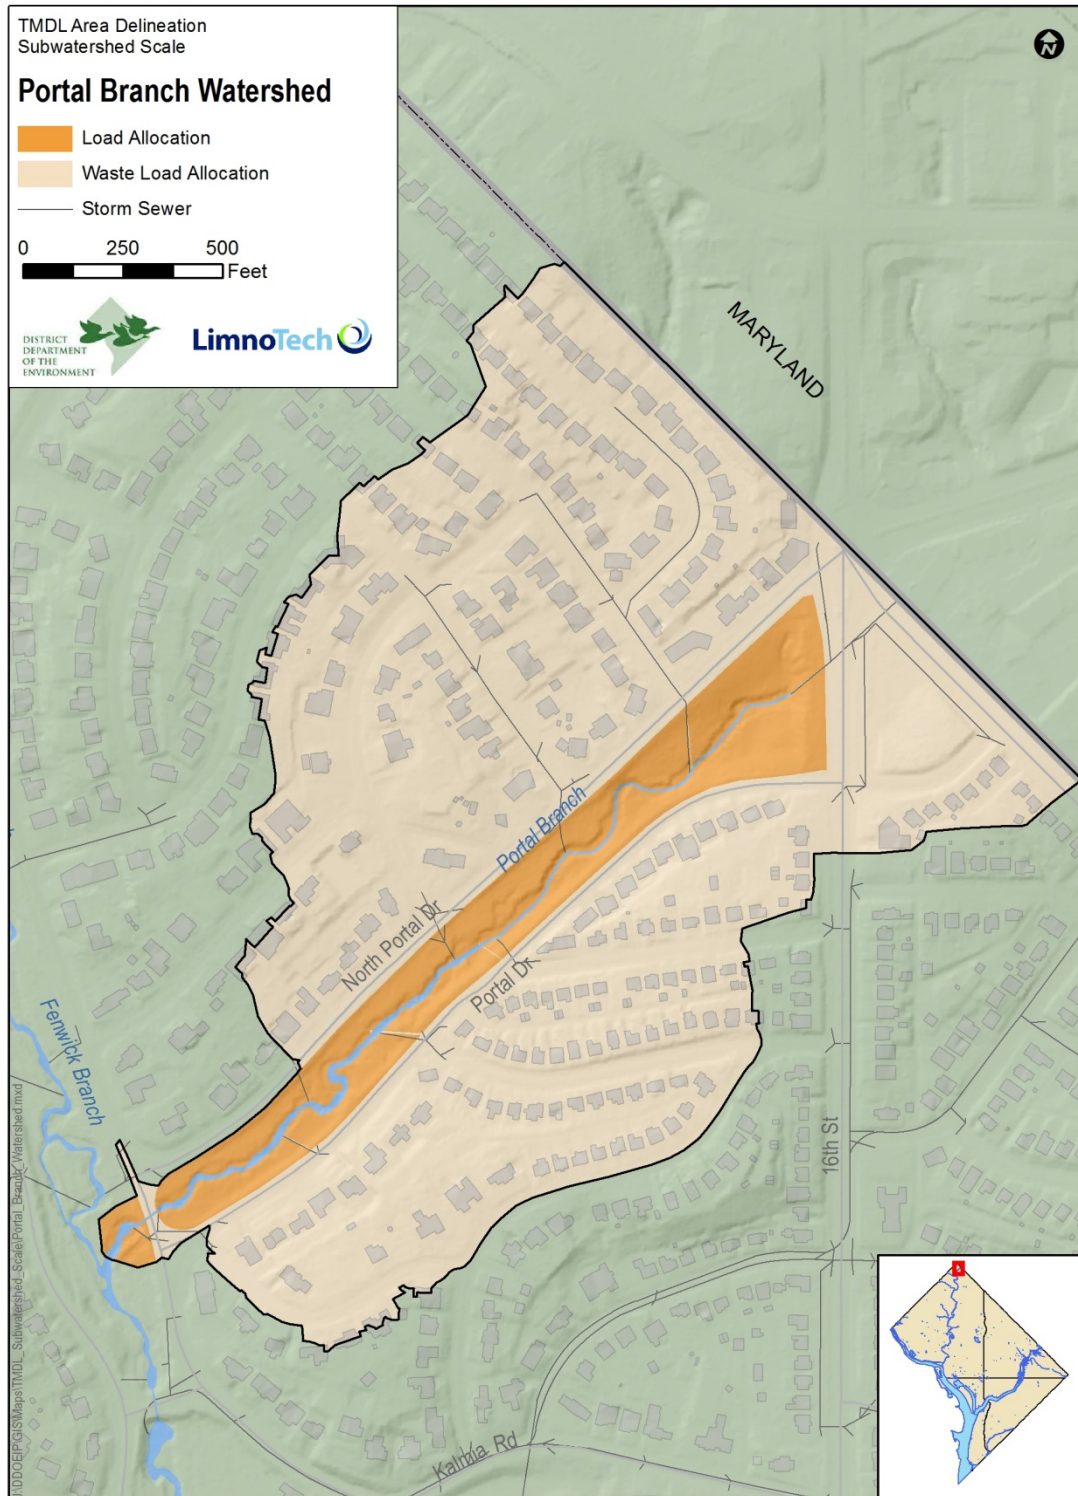 TMDL Area Delineation
Subwatershed Scale
Portal Branch Watershed
Load Allocation
Waste Load Allocation
Storm Sewer
0 250 500
Feet
DISTRICT
DEPARTMENT
OF THE
ENVIRONMENT
LimnoTech
N
MARYLAND
Portal Branch
North Portal Dr
Portal Dr
Fenwick Branch
16th St
Kalmia Rd